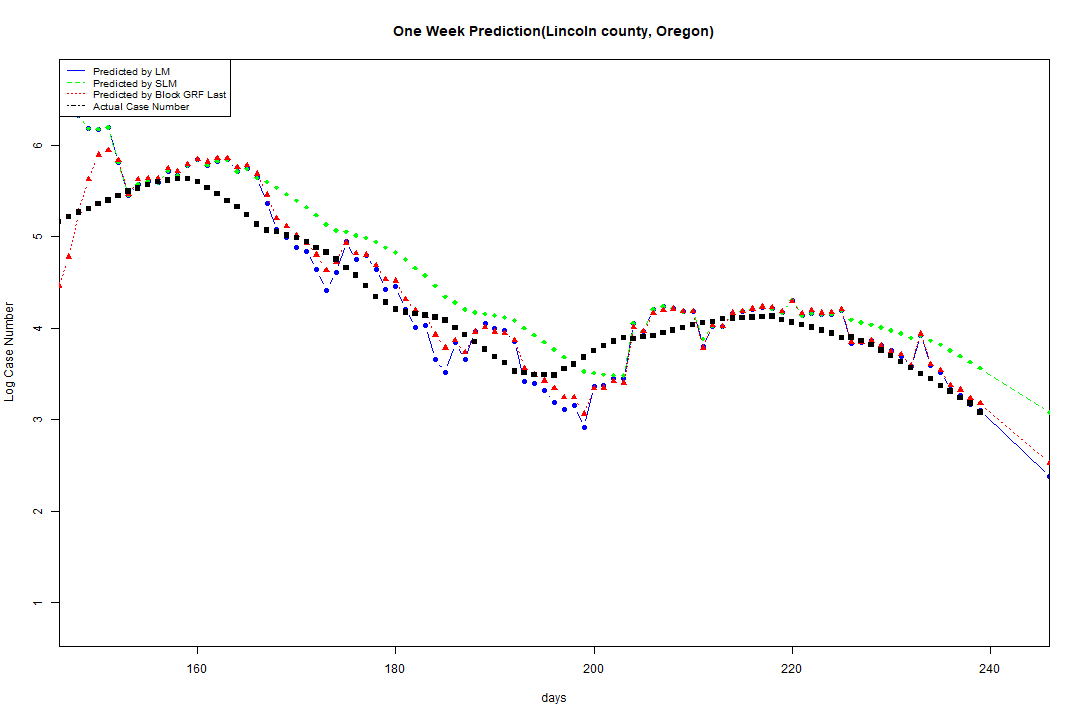 One Week Prediction(Lincoln county, Oregon)
Predicted by LM
Predicted by SLM
Predicted by Block GRF Last
Actual Case Number
6
5
4
3
2
1
Log Case Number
160 180 200 220 240
days